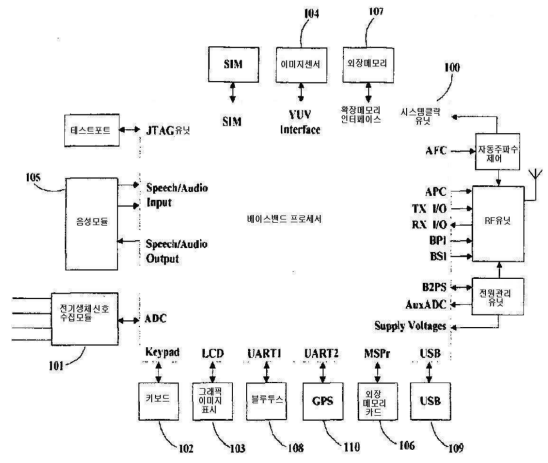 104
107
SIM
이미지센서
외장메모리
100
SIM
YUV
Interface
확장메모리
인터페이스
시스템클락
유닛
테스트포트
JTAG유닛
AFC
자동주파수
제어
105
음성모듈
Speech/Audio
Input
Speech/Audio
Output
베이스밴드 프로세서
APC
TX I/O
RX I/O
BPI
BSI
RF유닛
전기생체신호
수집모듈
101
ADC
B2PS
AuxADC
Supply Voltages
전원관리
유닛
Keypad
LCD
UART1
UART2
MSPr
USB
키보드
그래픽
이미지
표시
블루투스
GPS
외장
메모리
카드
USB
102
103
108
110
106
109